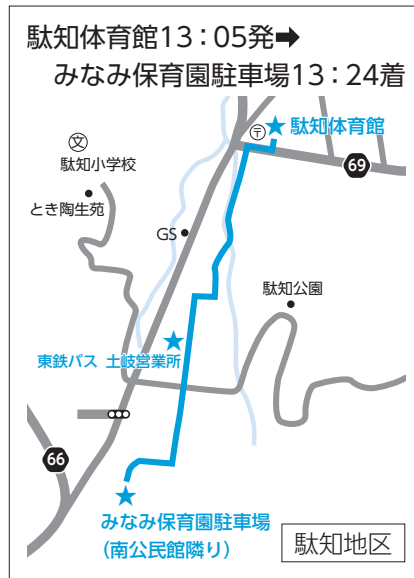 駄知体育館13：05発➡
みなみ保育園駐車場13：24着
〒
駄知体育館
文
駄知小学校
69
とき陶生苑
GS
駄知公園
東鉄バス 土岐営業所
66
みなみ保育園駐車場
（南公民館隣り）
駄知地区